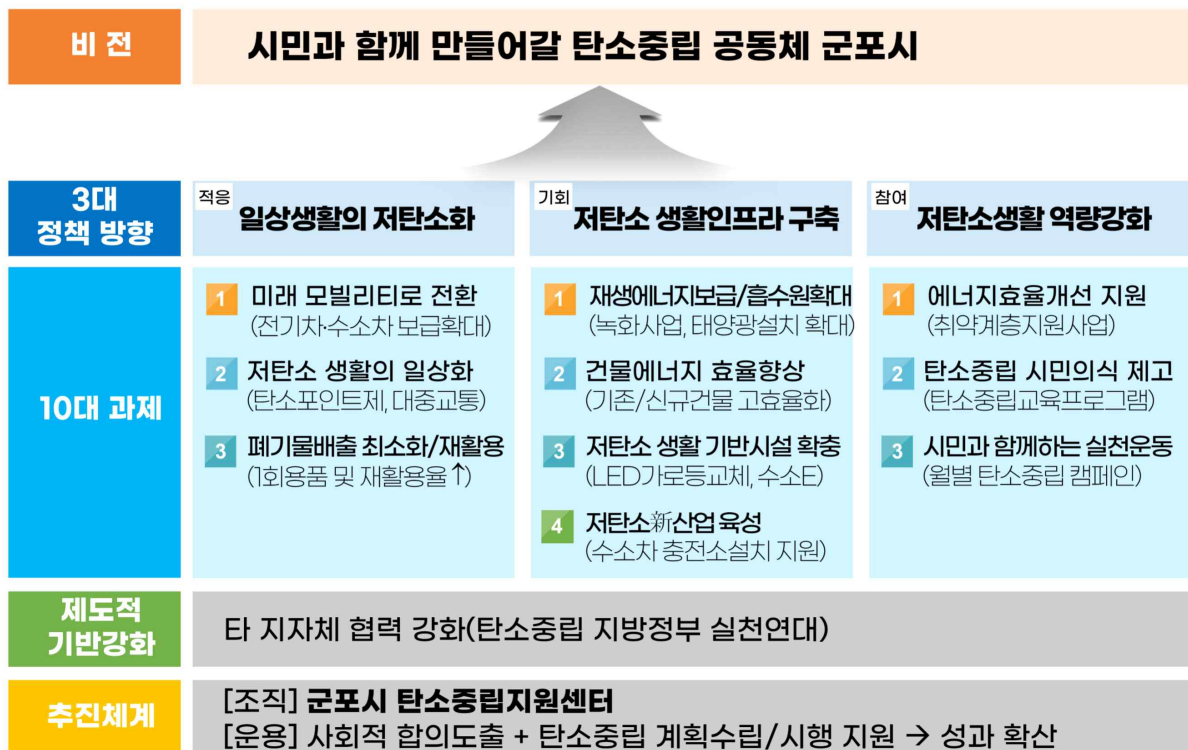 비 전
시민과 함께 만들어갈 탄소중립 공동체 군포시
3대
정책 방향
적응
일상생활의 저탄소화
기회
저탄소 생활인프라 구축
참여
저탄소생활 역량강화
10대 과제
1 미래 모빌리티로 전환
(전기차·수소차 보급확대)
2 저탄소 생활의 일상화
(탄소포인트제, 대중교통)
3 폐기물배출 최소화/재활용
(1회용품 및 재활용율↑)
1 재생에너지보급/흡수원확대
(녹화사업, 태양광설치 확대)
2 건물에너지 효율향상
(기존/신규건물 고효율화)
3 저탄소 생활 기반시설 확충
(LED가로등교체, 수소E)
4 저탄소新산업 육성
(수소차 충전소설치 지원)
1 에너지효율개선 지원
(취약계층지원사업)
2 탄소중립 시민의식 제고
(탄소중립교육프로그램)
3 시민과 함께하는 실천운동
(월별 탄소중립 캠페인)
제도적
기반강화
타 지자체 협력 강화(탄소중립 지방정부 실천연대)
추진체계
[조직] 군포시 탄소중립지원센터
[운용] 사회적 합의도출 + 탄소중립 계획수립/시행 지원 → 성과 확산